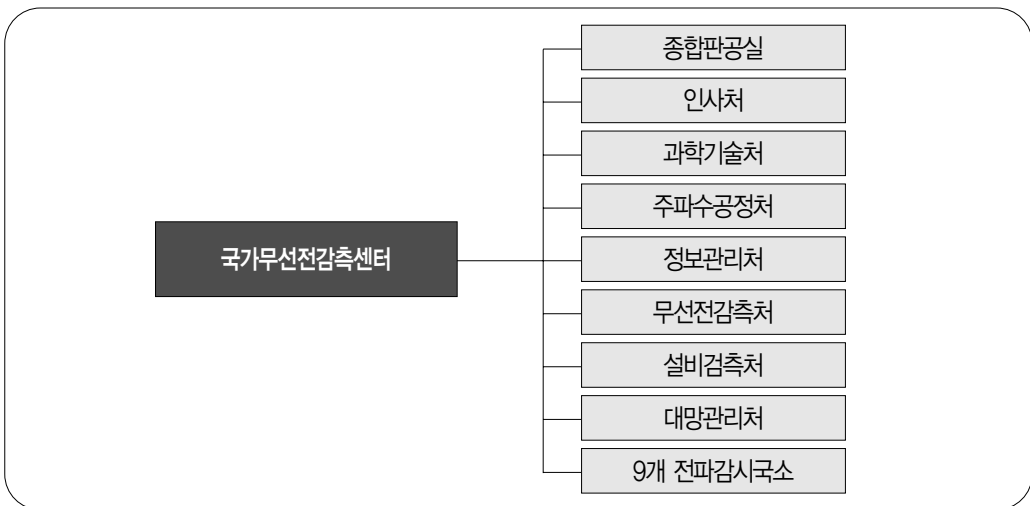 종합판공실
인사처
과학기술처
주파수공정처
국가무선전감측센터
정보관리처
무선전감측처
설비검측처
대망관리처
9개 전파감시국소